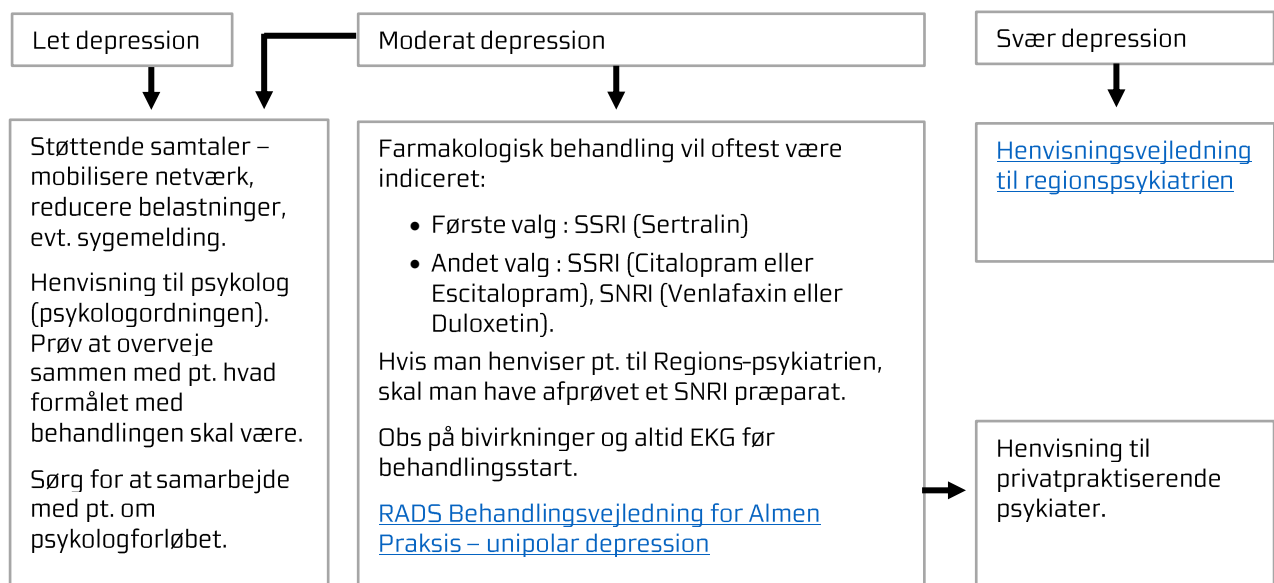 Let depression
Moderat depression
Svær depression
Støttende samtaler –
mobilisere netværk,
reducere belastninger,
evt. sygemelding.
Henvisning til psykolog
(psykologordningen).
Prøv at overveje
sammen med pt. hvad
formålet med
behandlingen skal være.
Sørg for at samarbejde
med pt. om
psykologforløbet.
Farmakologisk behandling vil oftest være
indiceret:
• Første valg : SSRI (Sertralin)
• Andet valg : SSRI (Citalopram eller
Escitalopram), SNRI (Venlafaxin eller
Duloxetin).
Hvis man henviser pt. til Regions-psykiatrien,
skal man have afprøvet et SNRI præparat.
Obs på bivirkninger og altid EKG før
behandlingsstart.
RADS Behandlingsvejledning for Almen
Praksis – unipolar depression
Henvisningsvejledning
til regionspsykiatrien
Henvisning til
privatpraktiserende
psykiater.